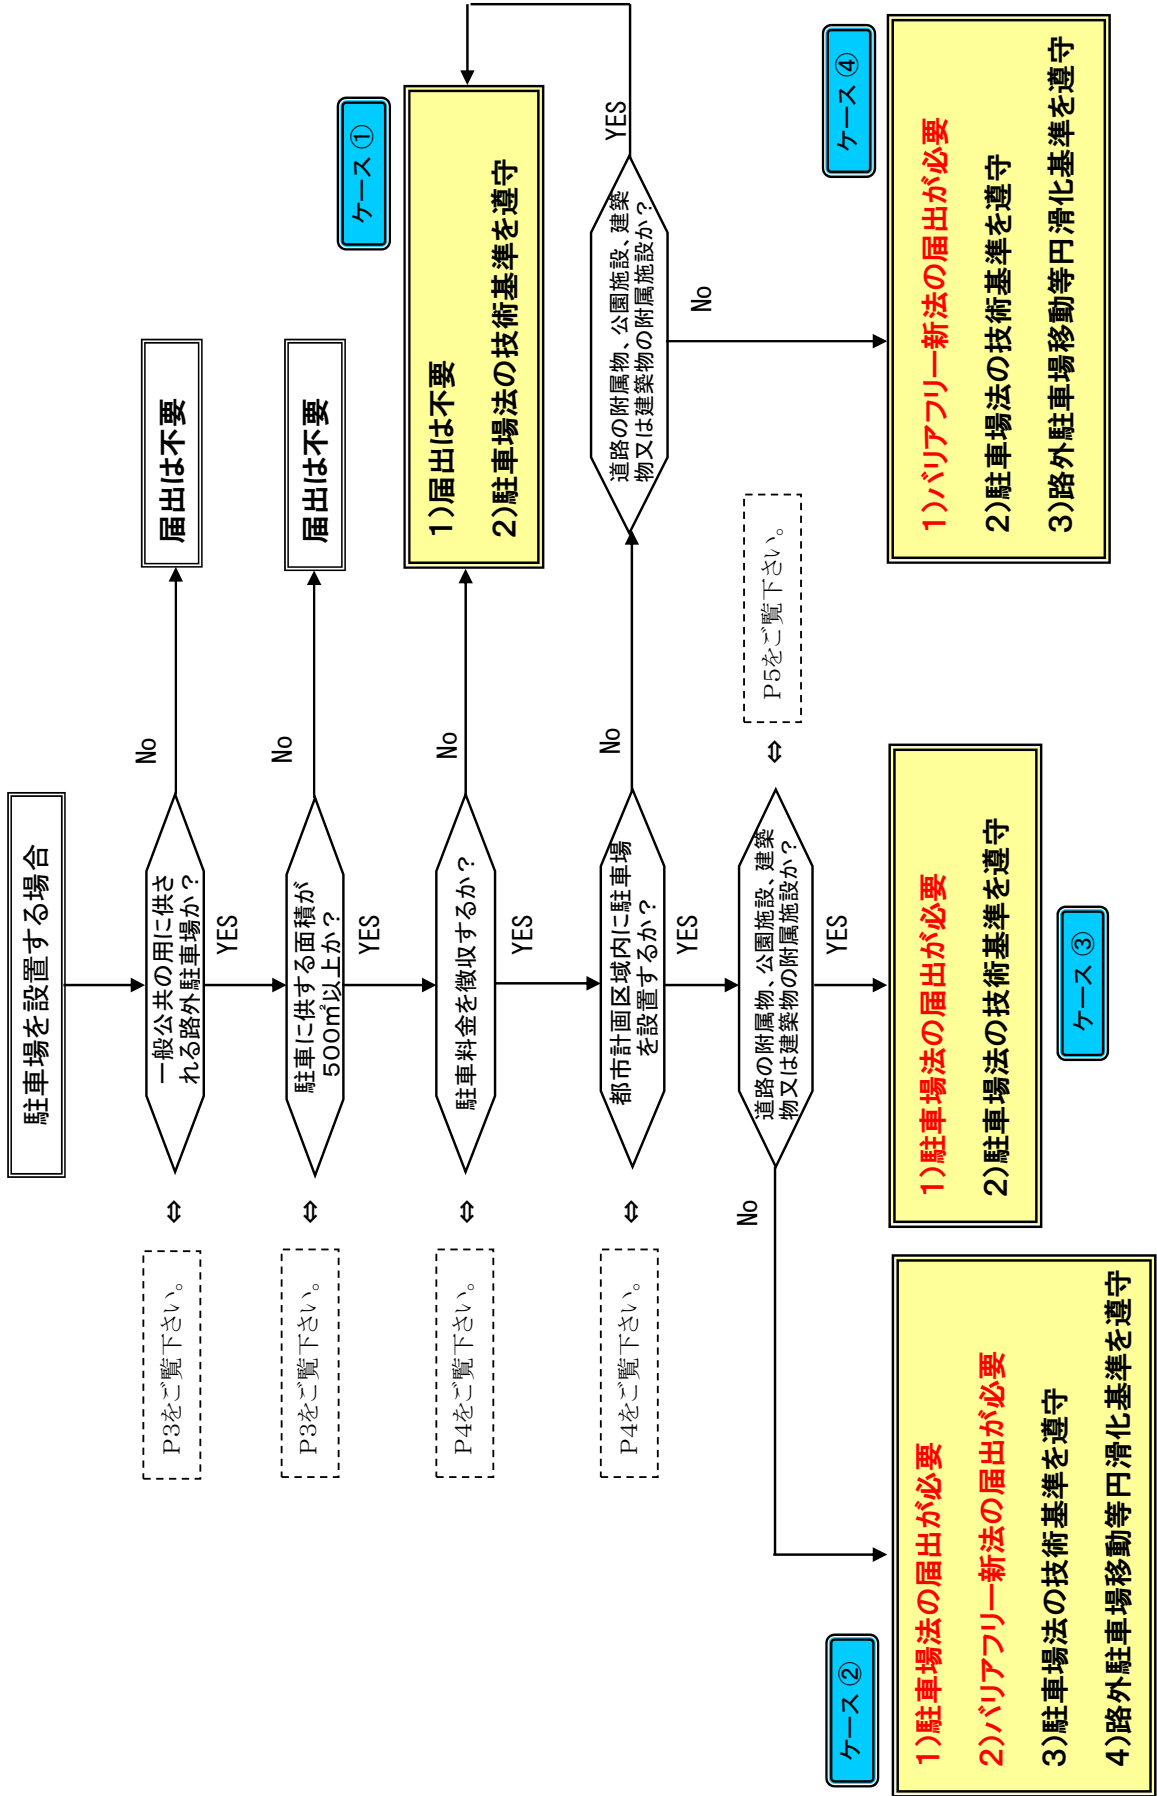 駐車場を設置する場合
P3をご覧下さい。
⇔
一般公共の用に供さ
れる路外駐車場か？
No
届出は不要
YES
P3をご覧下さい。
⇔
駐車に供する面積が
500㎡以上か？
No
届出は不要
YES
ケース ①
P4をご覧下さい。
⇔
駐車料金を徴収するか？
No
1)届出は不要
2)駐車場法の技術基準を遵守
YES
P4をご覧下さい。
⇔
都市計画区域内に駐車場
を設置するか？
No
道路の附属物、公園施設、建築
物又は建築物の附属施設か？
YES
YES
No
No
道路の附属物、公園施設、建築
物又は建築物の附属施設か？
⇔
P5をご覧下さい。
YES
ケース ②
1)駐車場法の届出が必要
2)バリアフリー新法の届出が必要
3)駐車場法の技術基準を遵守
4)路外駐車場移動等円滑化基準を遵守
1)駐車場法の届出が必要
2)駐車場法の技術基準を遵守
ケース ③
ケース ④
1)バリアフリー新法の届出が必要
2)駐車場法の技術基準を遵守
3)路外駐車場移動等円滑化基準を遵守